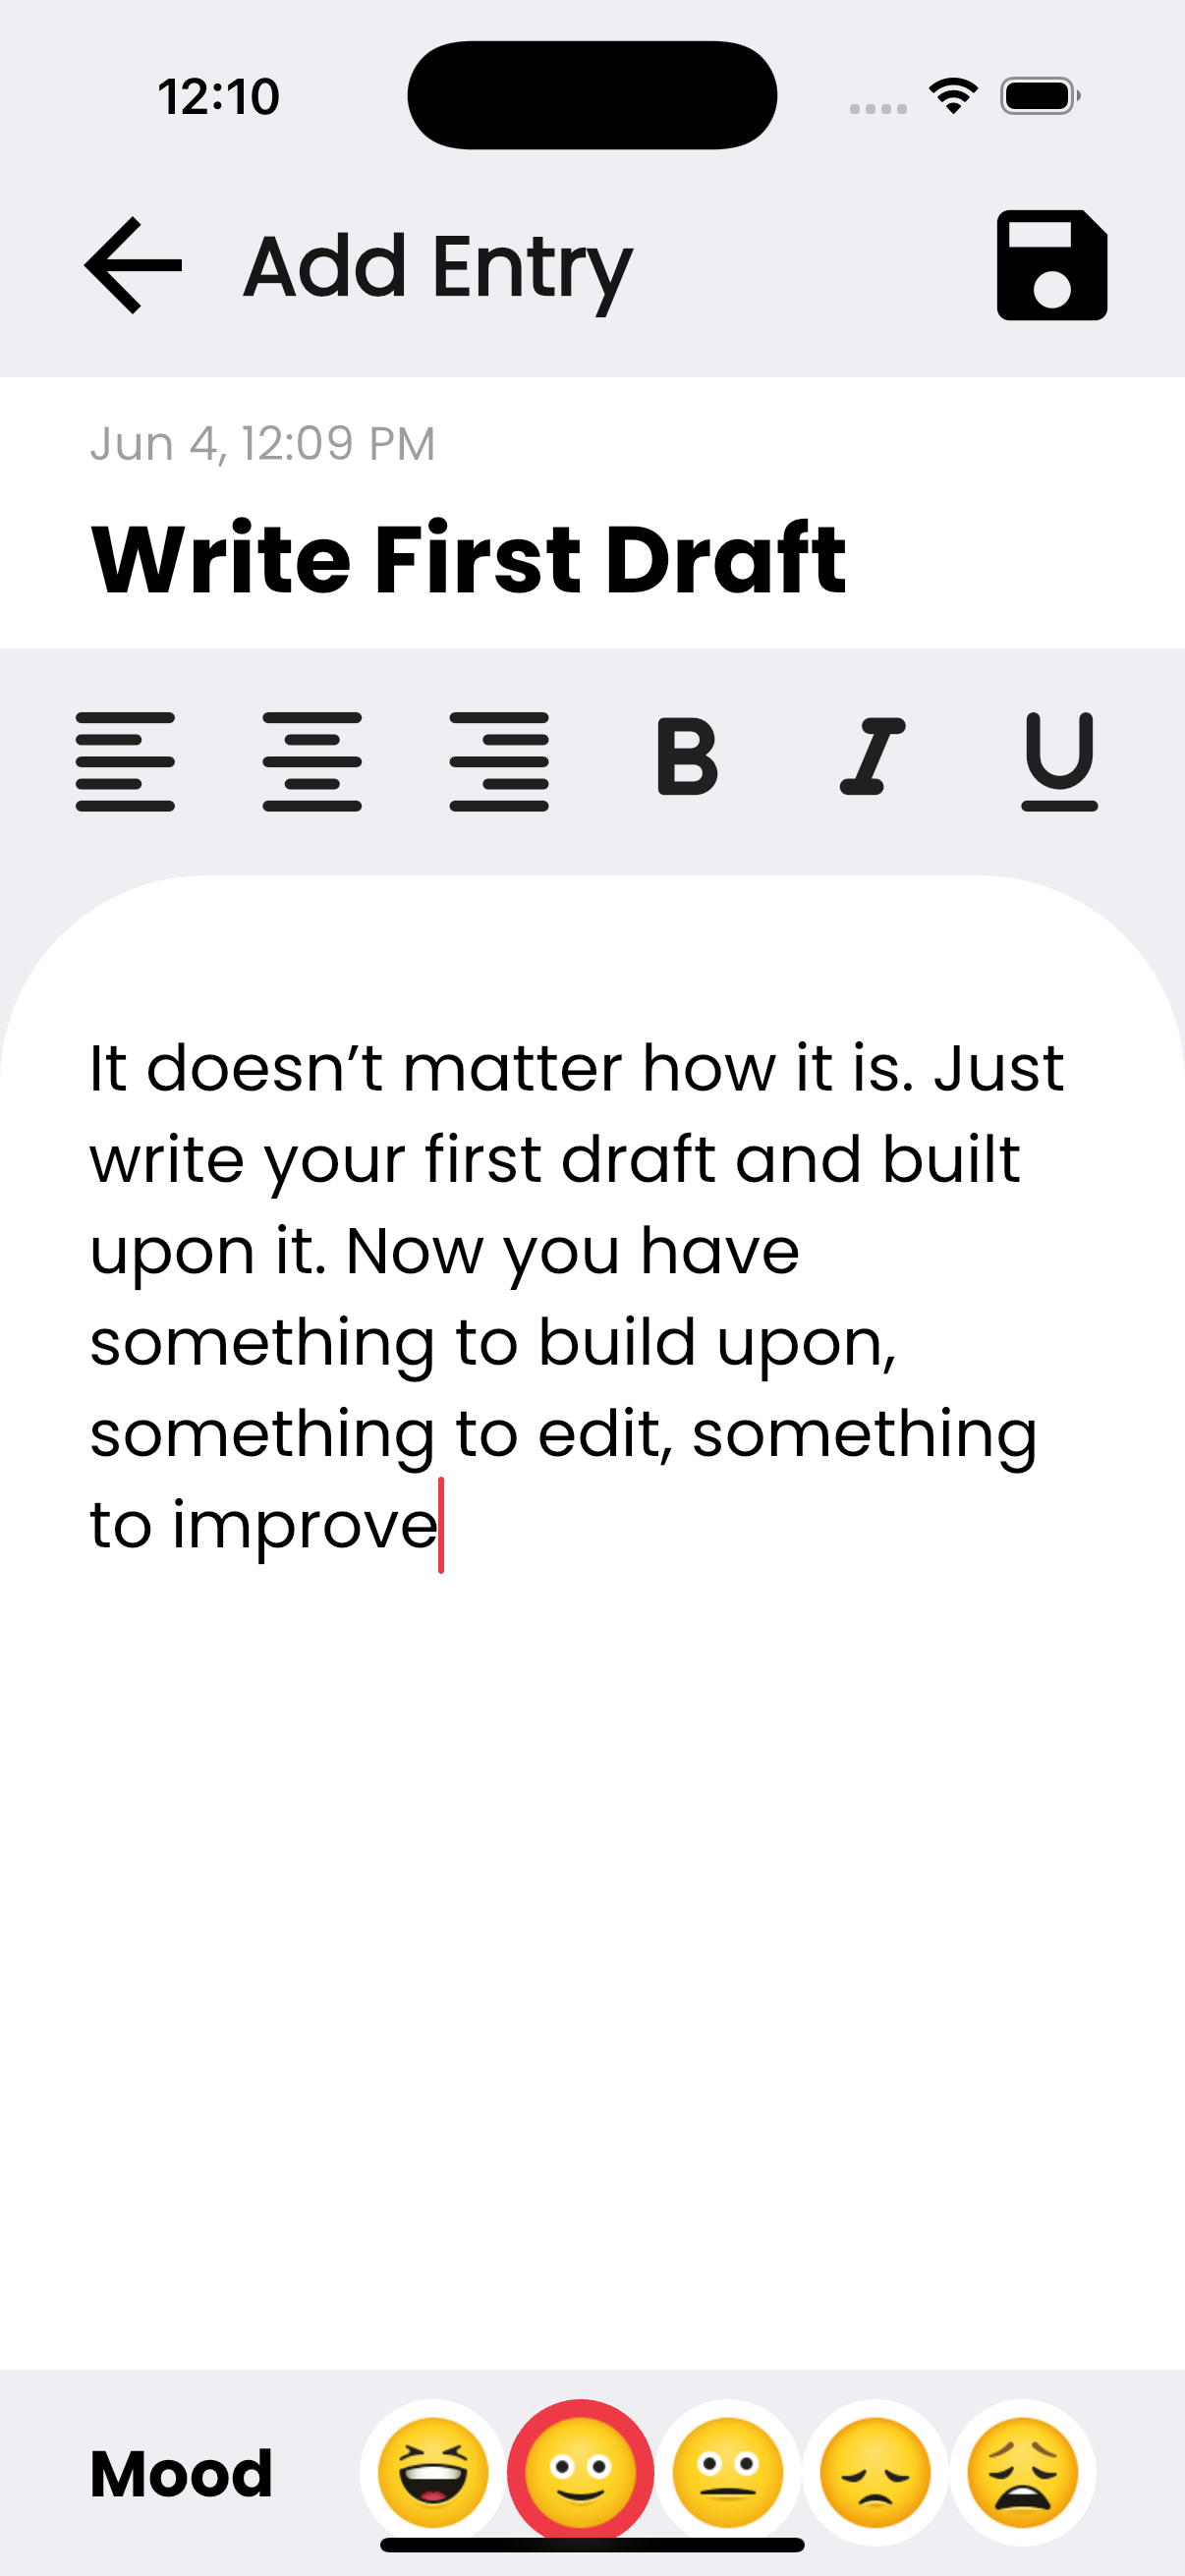 12:10
Add Entry
Jun 4, 12:09 PM
Write First Draft
B I U
It doesn’t matter how it is. Just
write your first draft and built
upon it. Now you have
something to build upon,
something to edit, something
to improve
Mood